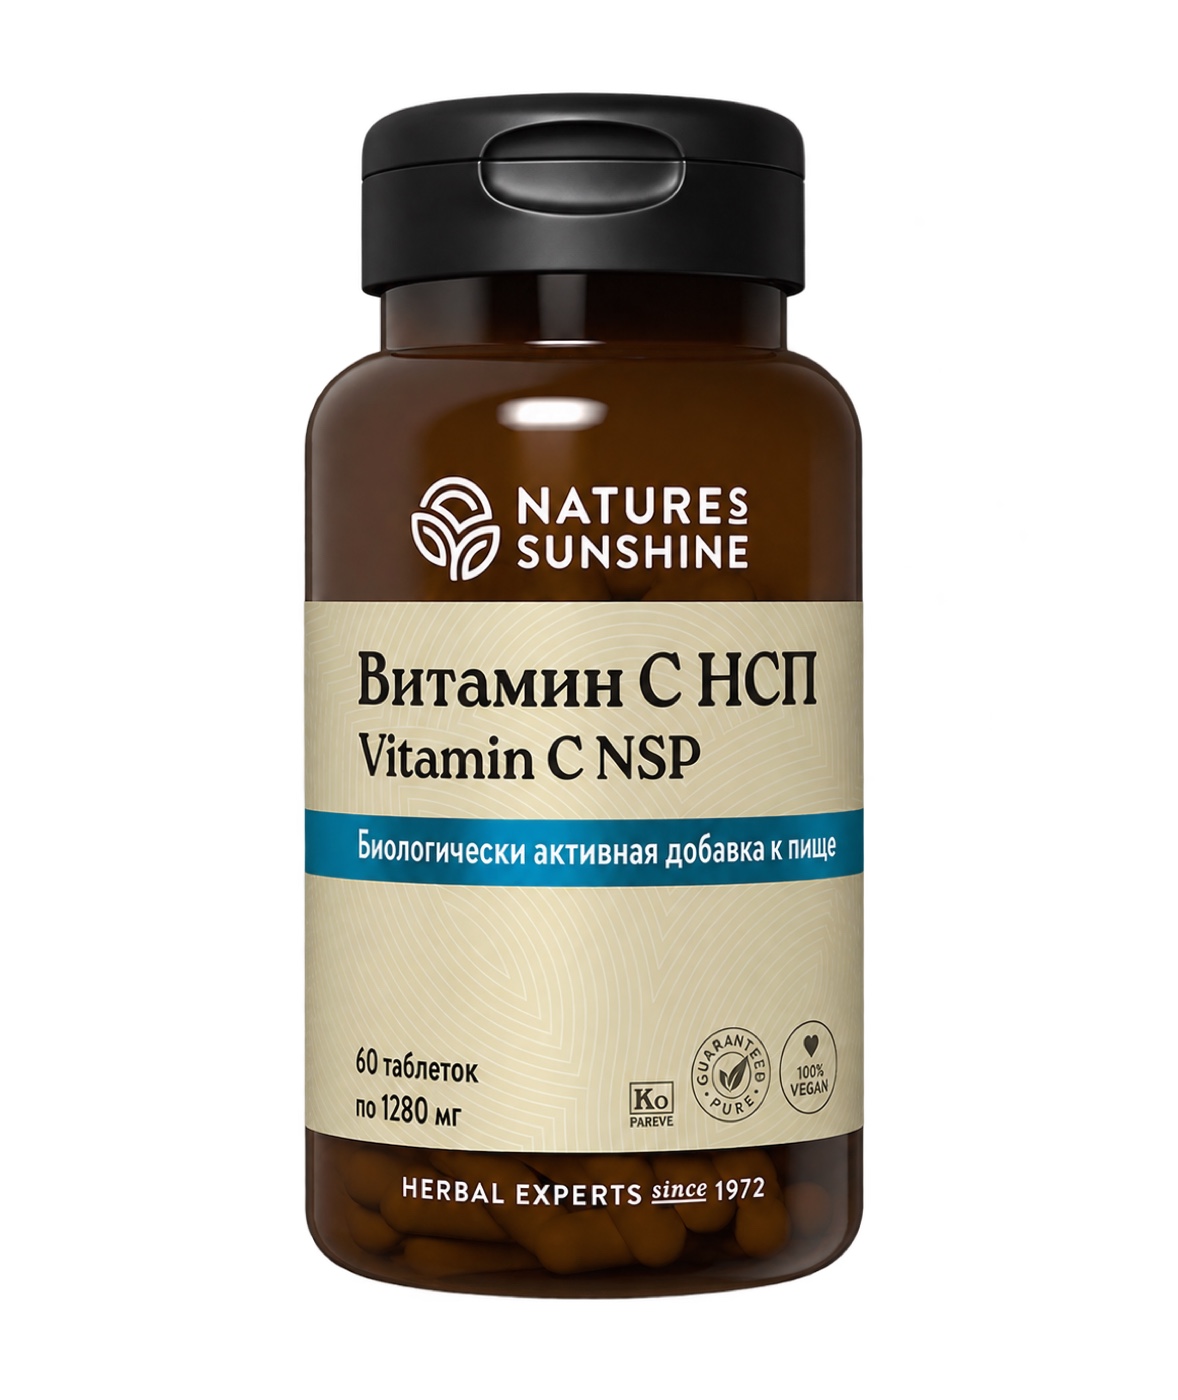 NATURES
SUNSHINE
Витамин С НСП
Vitamin C NSP
Биологически активная добавка к пище
60 таблеток
по 1280 мг
Ko
PAREVE
GUARANTEED
PURE
100%
VEGAN
HERBAL EXPERTS since 1972